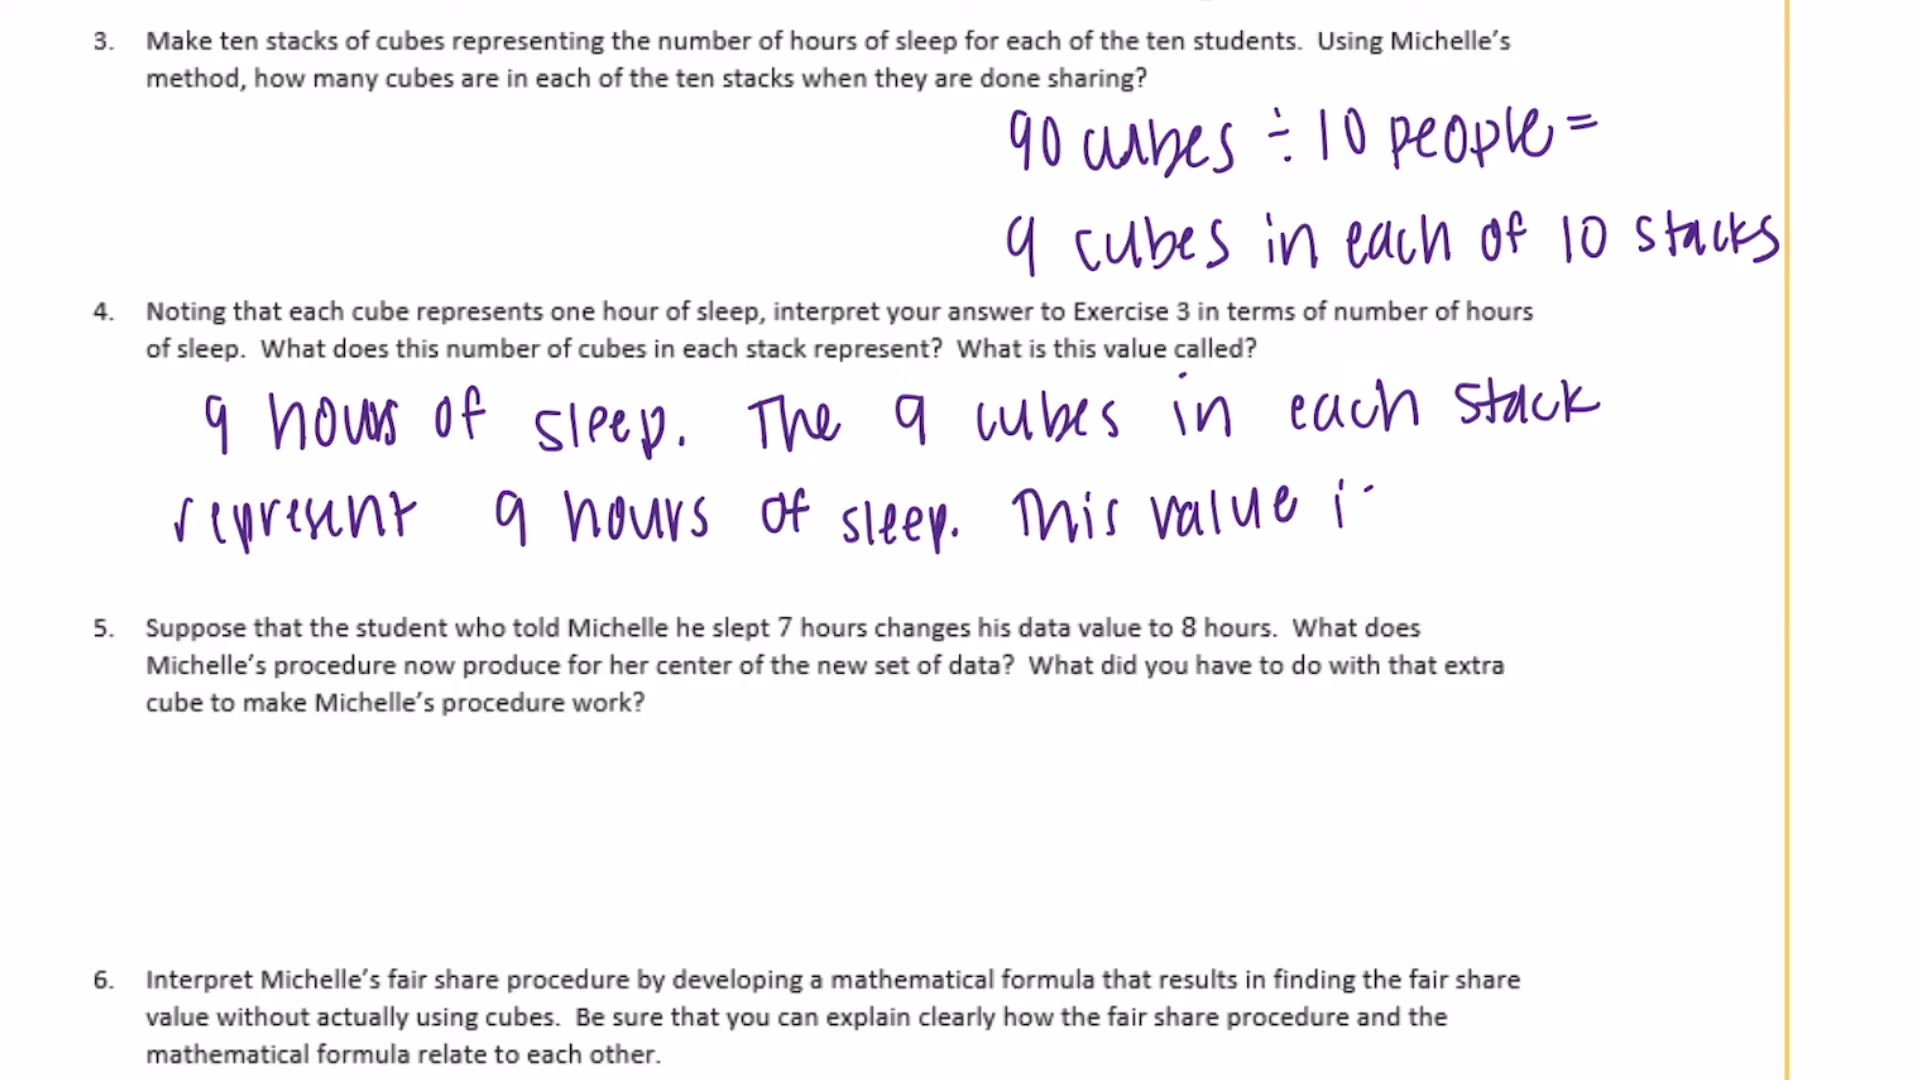 3. Make ten stacks of cubes representing the number of hours of sleep for each of the ten students. Using Michelle's
method, how many cubes are in each of the ten stacks when they are done sharing?
90 cubes ÷ 10 people =
9 cubes in each of 10 stacks
4. Noting that each cube represents one hour of sleep, interpret your answer to Exercise 3 in terms of number of hours
of sleep. What does this number of cubes in each stack represent? What is this value called?
9 hours of sleep. The 9 cubes in each stack
represent 9 hours of sleep. This value i
5. Suppose that the student who told Michelle he slept 7 hours changes his data value to 8 hours. What does
Michelle's procedure now produce for her center of the new set of data? What did you have to do with that extra
cube to make Michelle's procedure work?
6. Interpret Michelle's fair share procedure by developing a mathematical formula that results in finding the fair share
value without actually using cubes. Be sure that you can explain clearly how the fair share procedure and the
mathematical formula relate to each other.